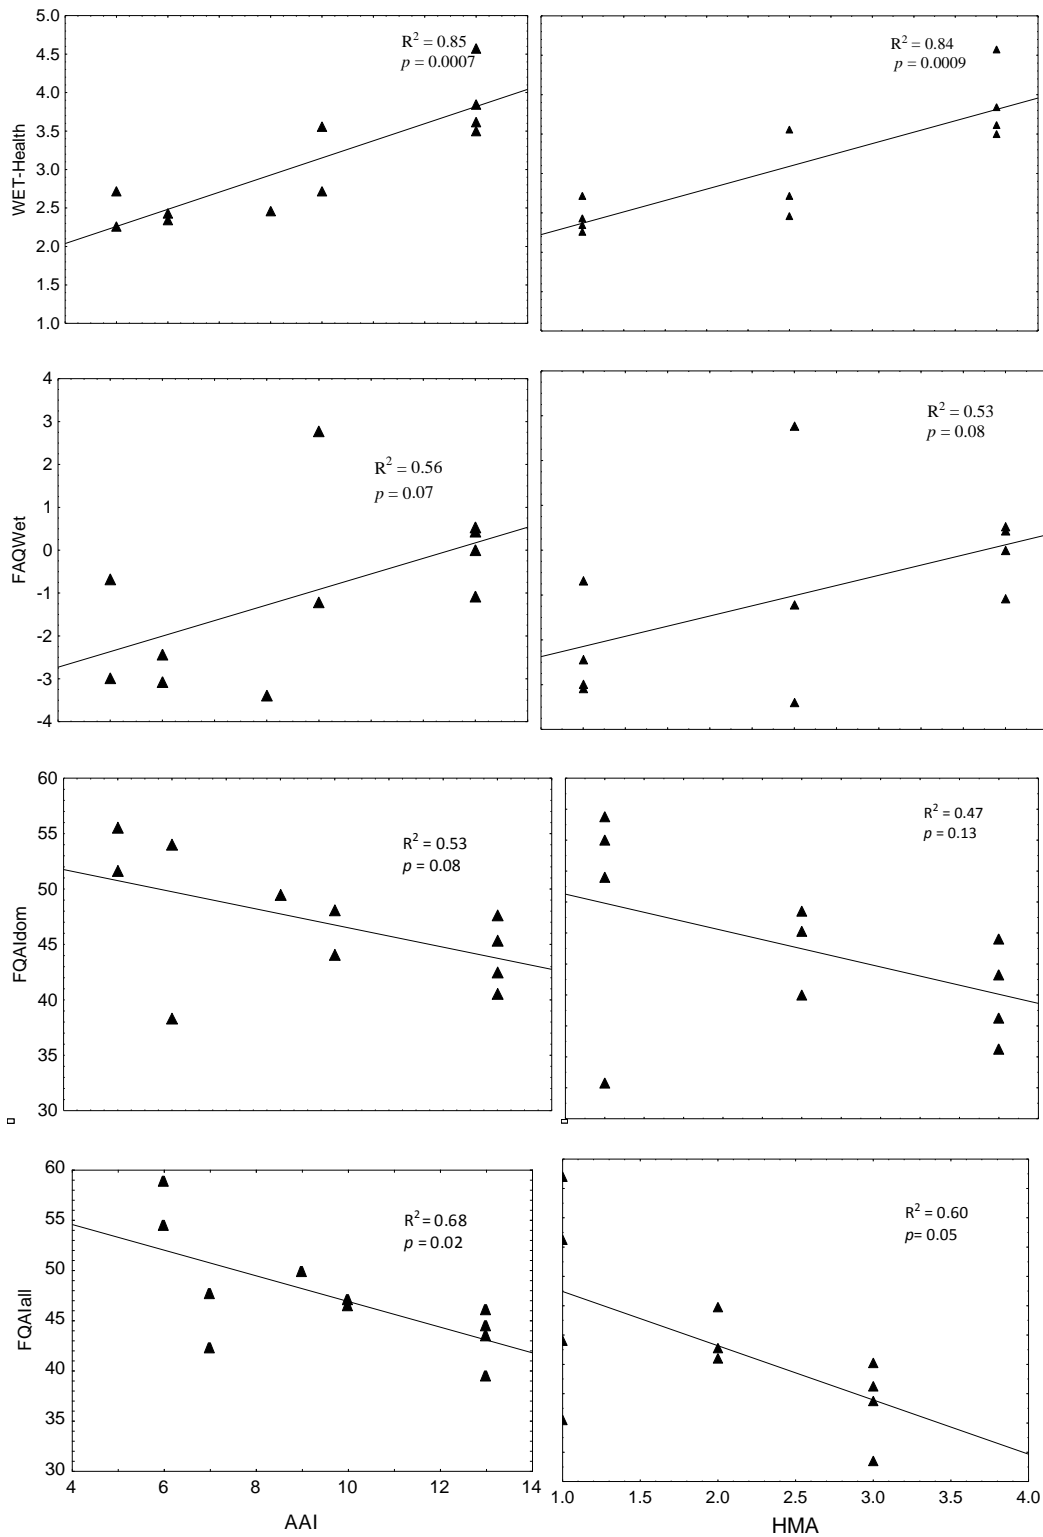 5.0
4.5
4.0
3.5
3.0
2.5
2.0
1.5
1.0
WET-Health
R² = 0.85
p = 0.0007
R² = 0.84
p = 0.0009
4
3
2
1
0
-1
-2
-3
-4
FAQWet
R² = 0.56
p = 0.07
R² = 0.53
p = 0.08
60
55
50
45
40
35
30
FQAIdom
R² = 0.53
p = 0.08
R² = 0.47
p = 0.13
60
55
50
45
40
35
30
FQAIall
R² = 0.68
p = 0.02
R² = 0.60
p= 0.05
4 6 8 10 12 14
AAI
1.0 1.5 2.0 2.5 3.0 3.5 4.0
HMA